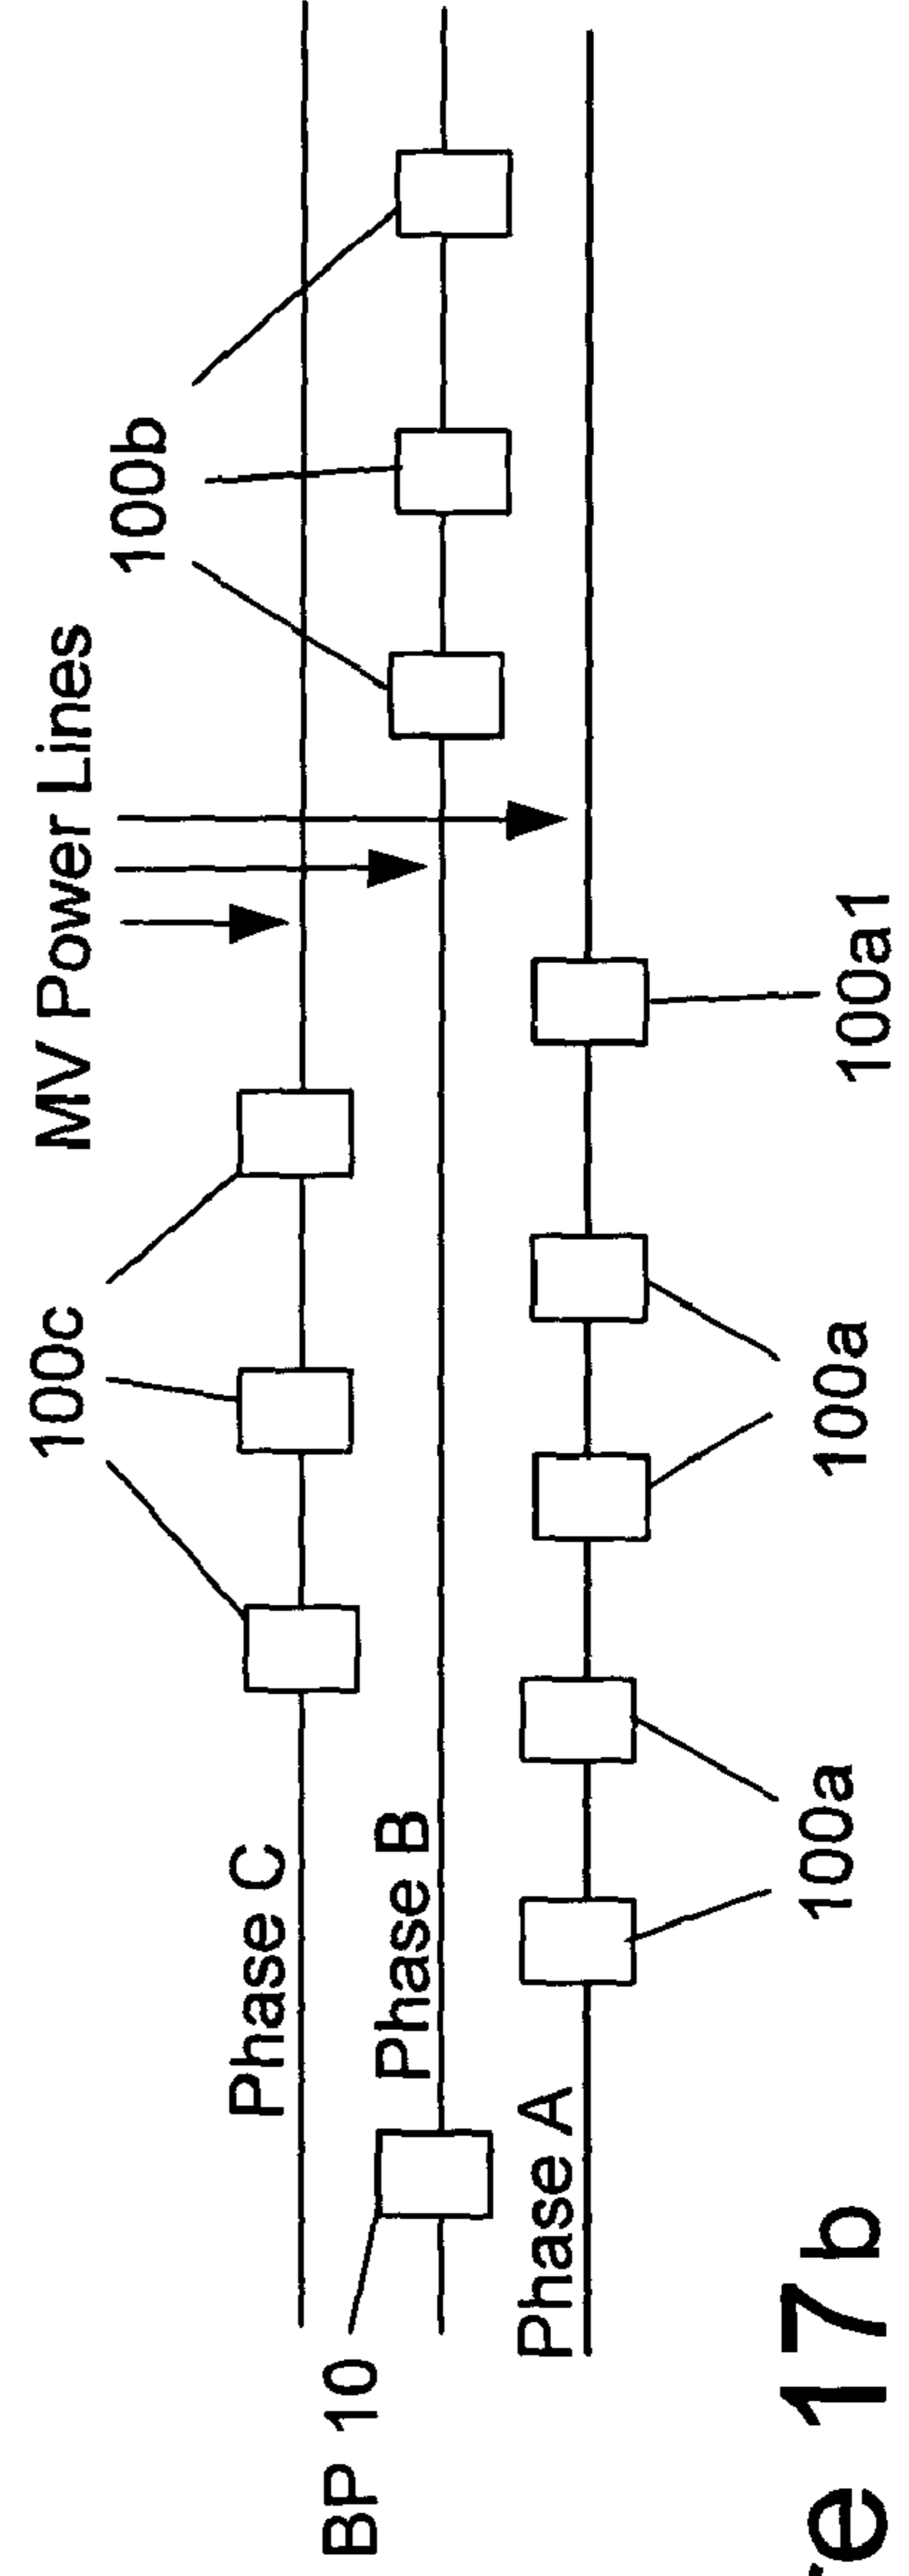 MV Power Lines
100c
100b
Phase C
Phase B
BP 10
Phase A
100a
100a
100a1
re 17b